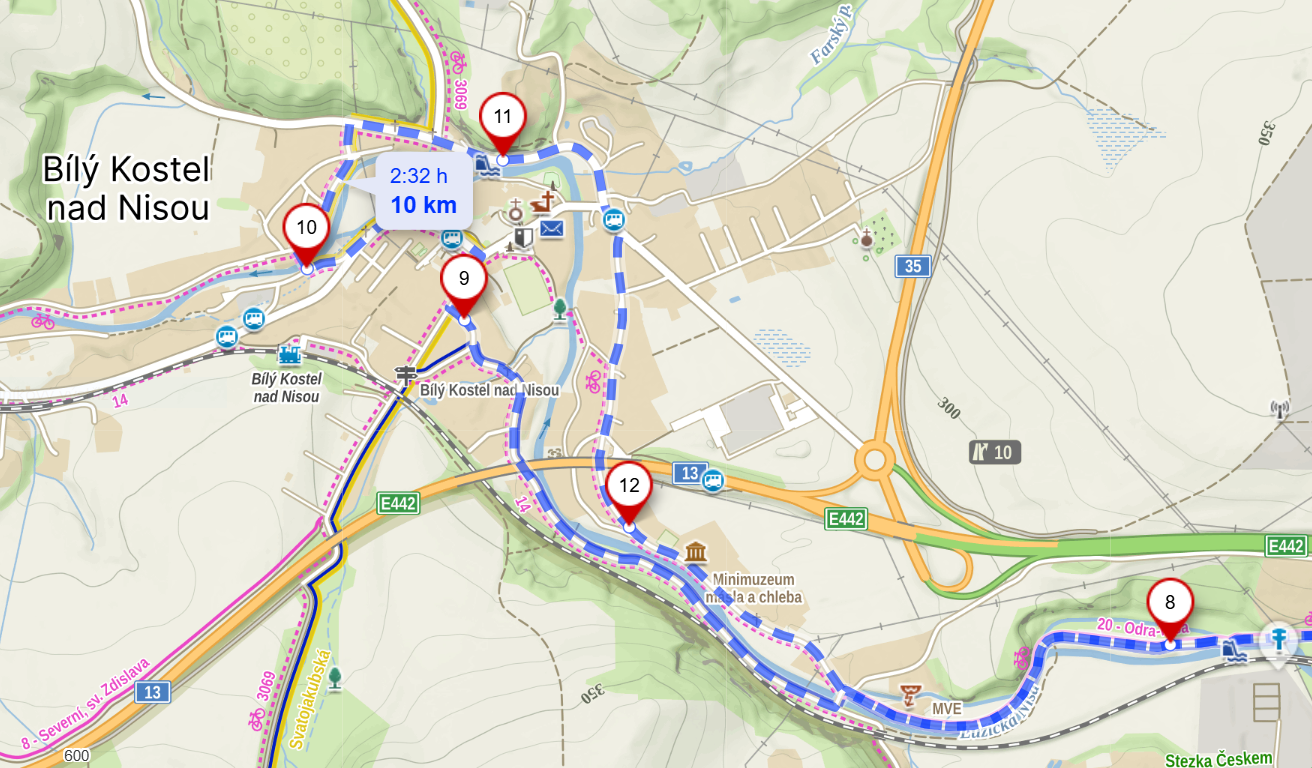 Farský p.
3069
11
350
Bílý Kostel
nad Nisou
2:32 h
10 km
10
9
35
Bílý Kostel
nad Nisou
14
Bílý Kostel nad Nisou
300
10
13
12
E442
14
E442
E442
Minimuzeum
másla a chleba
8
20 - Odra-Nisa
8 - Severní, sv. Zdislava
13
3069
Svatojakubská
350
MVE
Lužická Nisa
600
Stezka Českem